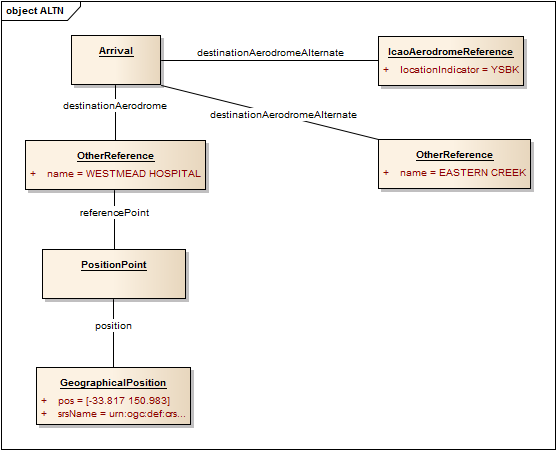 object ALTN
Arrival
destinationAerodromeAlternate
IcaoAerodromeReference
+ locationIndicator = YSBK
destinationAerodrome
destinationAerodromeAlternate
OtherReference
+ name = WESTMEAD HOSPITAL
OtherReference
+ name = EASTERN CREEK
referencePoint
PositionPoint
position
GeographicalPosition
+ pos = [-33.817 150.983]
+ srsName = urn:ogc:def:crs...